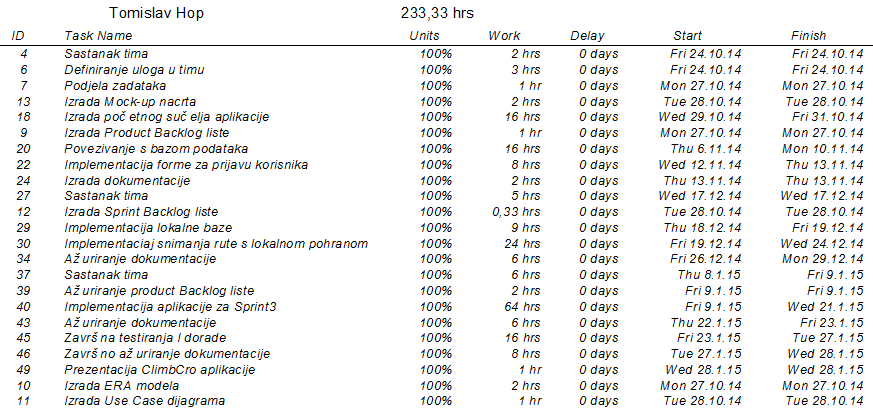 Tomislav Hop 233,33 hrs
ID Task Name Units Work Delay Start Finish
4 Sastanak tima 100% 2 hrs 0 days Fri 24.10.14 Fri 24.10.14
6 Definiranje uloga u timu 100% 3 hrs 0 days Fri 24.10.14 Fri 24.10.14
7 Podjela zadataka 100% 1 hr 0 days Mon 27.10.14 Mon 27.10.14
13 Izrada Mock-up nacrta 100% 2 hrs 0 days Tue 28.10.14 Tue 28.10.14
18 Izrada poč etnog suč elja aplikacije 100% 16 hrs 0 days Wed 29.10.14 Fri 31.10.14
9 Izrada Product Backlog liste 100% 1 hr 0 days Mon 27.10.14 Mon 27.10.14
20 Povezivanje s bazom podataka 100% 16 hrs 0 days Thu 6.11.14 Mon 10.11.14
22 Implementacija forme za prijavu korisnika 100% 8 hrs 0 days Wed 12.11.14 Thu 13.11.14
24 Izrada dokumentacije 100% 2 hrs 0 days Thu 13.11.14 Thu 13.11.14
27 Sastanak tima 100% 5 hrs 0 days Wed 17.12.14 Wed 17.12.14
12 Izrada Sprint Backlog liste 100% 0,33 hrs 0 days Tue 28.10.14 Tue 28.10.14
29 Implementacija lokalne baze 100% 9 hrs 0 days Thu 18.12.14 Fri 19.12.14
30 Implementaciaj snimanja rute s lokalnom pohranom 100% 24 hrs 0 days Fri 19.12.14 Wed 24.12.14
34 Až uriranje dokumentacije 100% 6 hrs 0 days Fri 26.12.14 Mon 29.12.14
37 Sastanak tima 100% 6 hrs 0 days Thu 8.1.15 Fri 9.1.15
39 Až uriranje product Backlog liste 100% 2 hrs 0 days Fri 9.1.15 Fri 9.1.15
40 Implementacija aplikacije za Sprint3 100% 64 hrs 0 days Fri 9.1.15 Wed 21.1.15
43 Až uriranje dokumentacije 100% 6 hrs 0 days Thu 22.1.15 Fri 23.1.15
45 Završ na testiranja I dorade 100% 16 hrs 0 days Fri 23.1.15 Tue 27.1.15
46 Završ no až uriranje dokumentacije 100% 8 hrs 0 days Tue 27.1.15 Wed 28.1.15
49 Prezentacija ClimbCro aplikacije 100% 1 hr 0 days Wed 28.1.15 Wed 28.1.15
10 Izrada ERA modela 100% 2 hrs 0 days Mon 27.10.14 Mon 27.10.14
11 Izrada Use Case dijagrama 100% 1 hr 0 days Tue 28.10.14 Tue 28.10.14